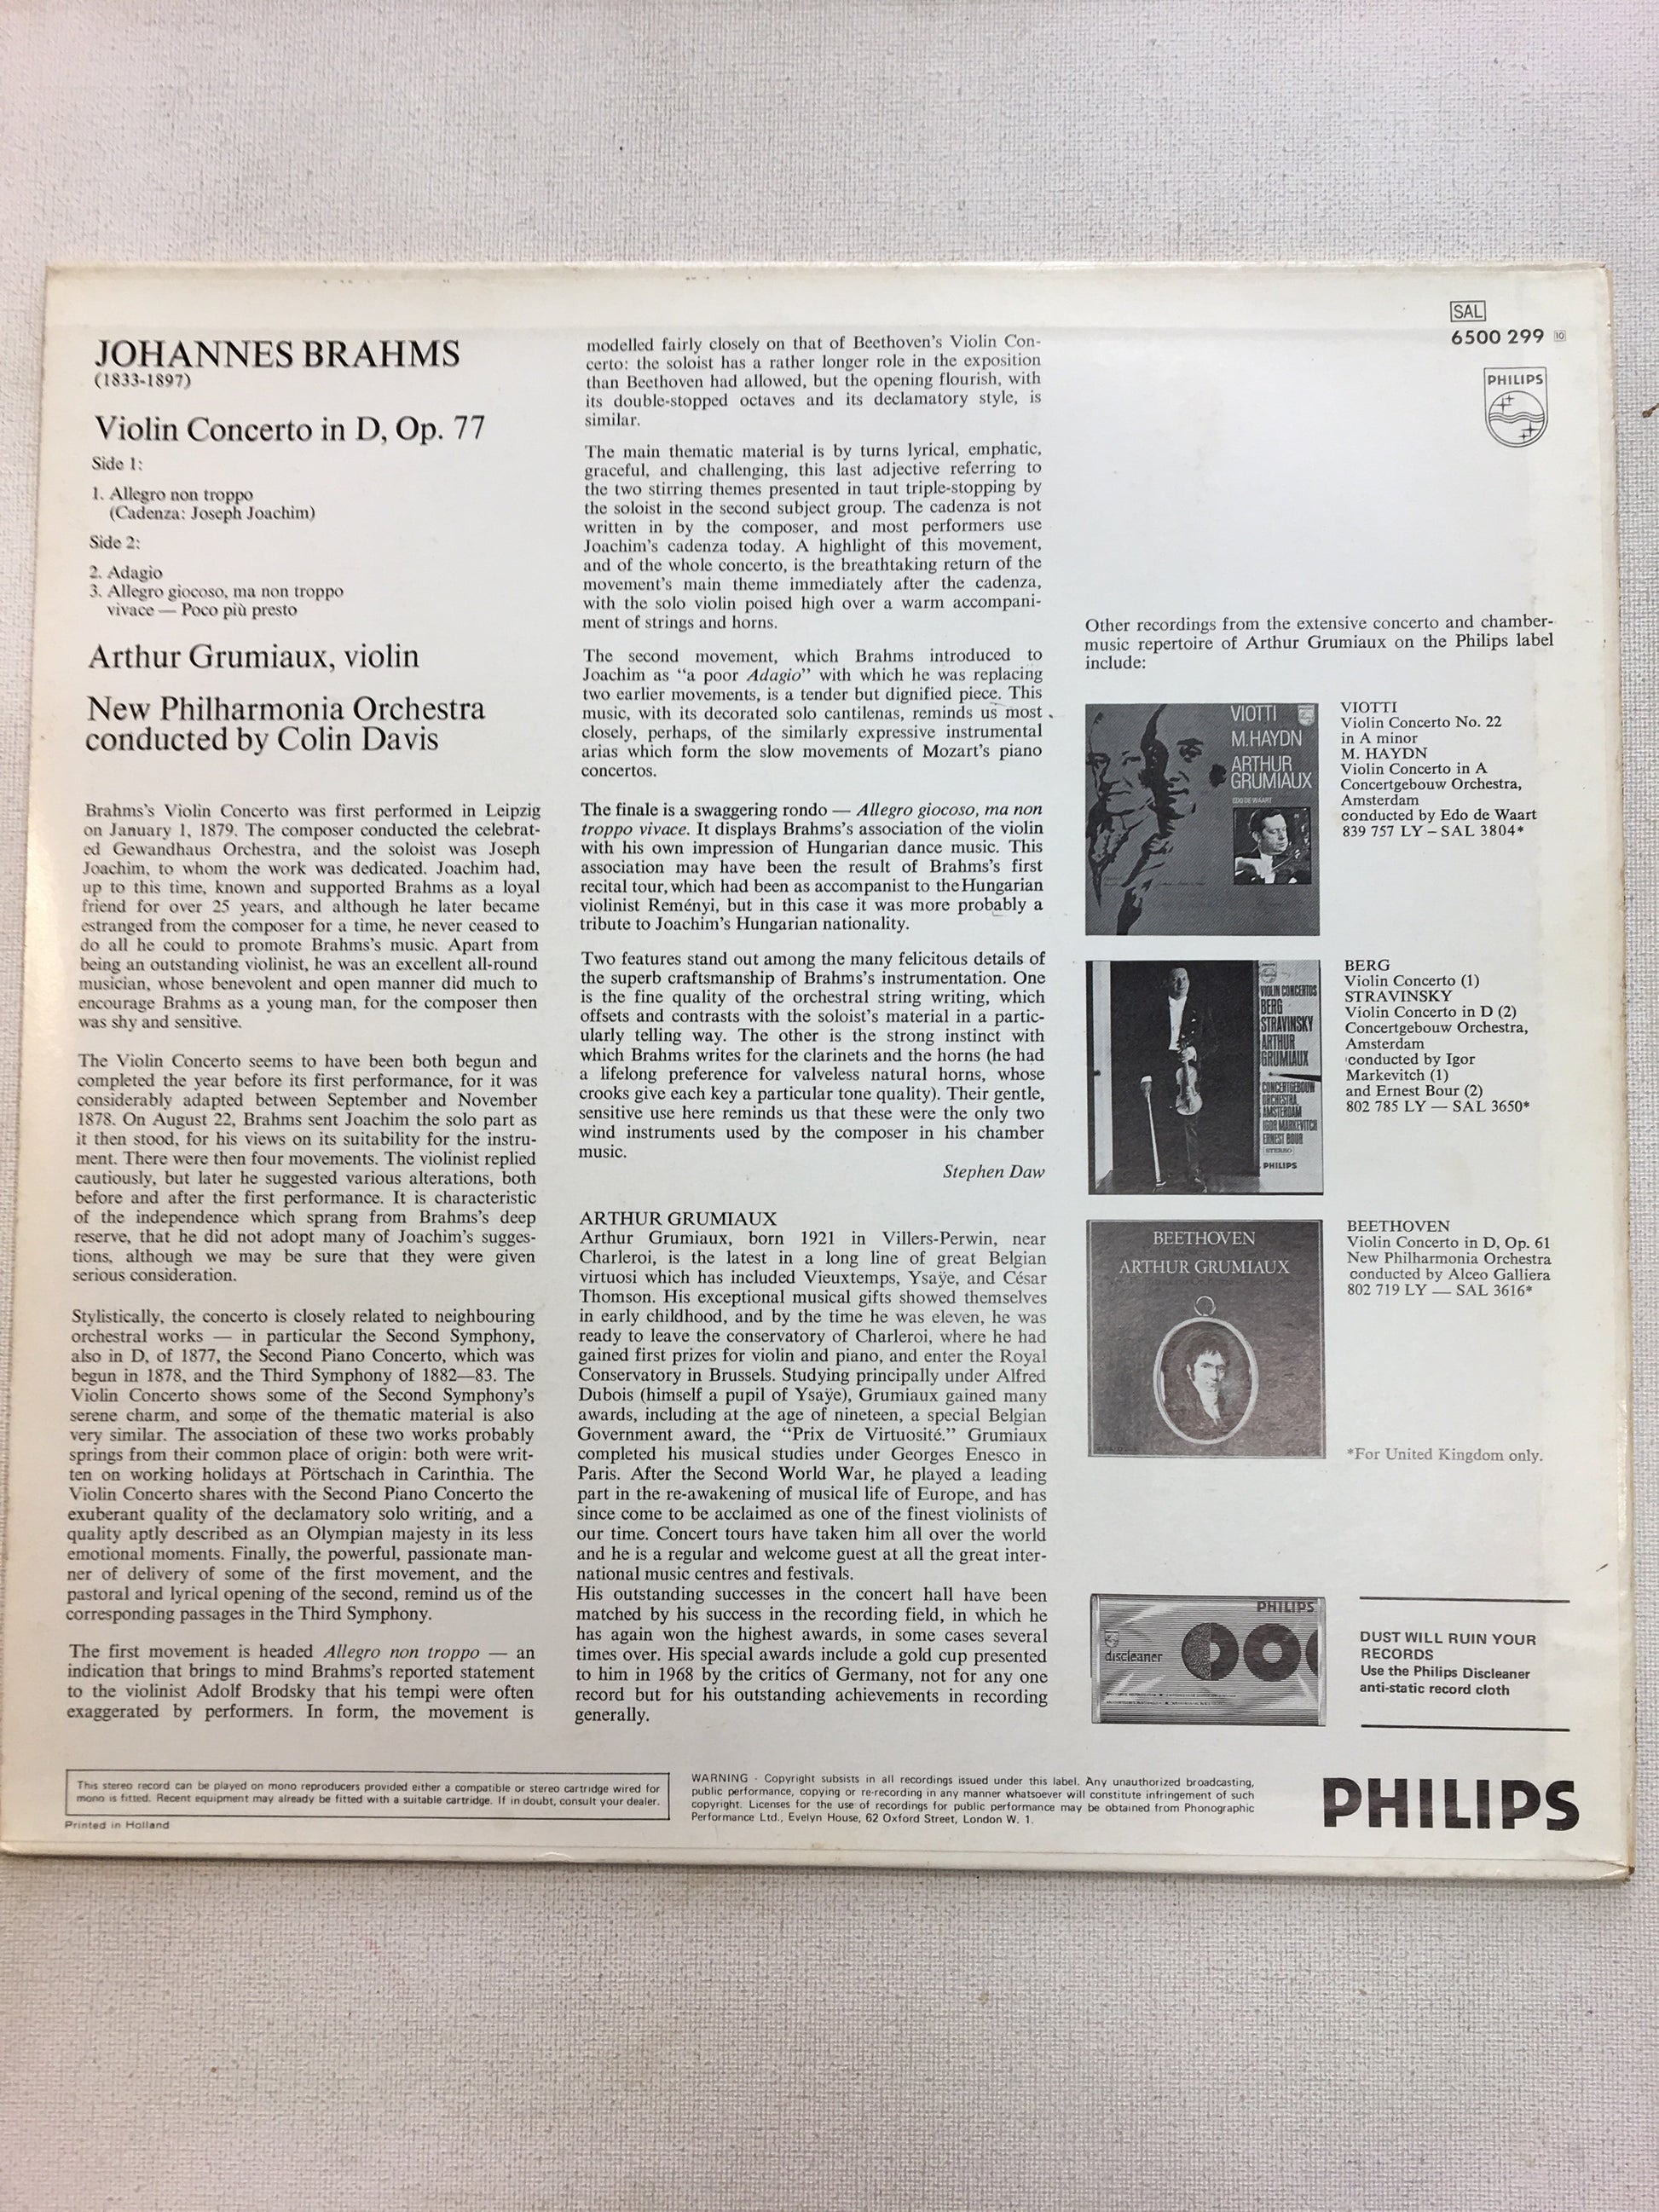 JOHANNES BRAHMS
(1833-1897)
Violin Concerto in D, Op. 77
Side 1:
1. Allegro non troppo
(Cadenza: Joseph Joachim)
Side 2:
2. Adagio
3. Allegro giocoso, ma non troppo
vivace — Poco più presto
Arthur Grumiaux, violin
New Philharmonia Orchestra
conducted by Colin Davis
Brahms's Violin Concerto was first performed in Leipzig
on January 1, 1879. The composer conducted the celebrat-
ed Gewandhaus Orchestra, and the soloist was Joseph
Joachim, to whom the work was dedicated. Joachim had,
up to this time, known and supported Brahms as a loyal
friend for over 25 years, and although he later became
estranged from the composer for a time, he never ceased to
do all he could to promote Brahms's music. Apart from
being an outstanding violinist, he was an excellent all-round
musician, whose benevolent and open manner did much to
encourage Brahms as a young man, for the composer then
was shy and sensitive.
The Violin Concerto seems to have been both begun and
completed the year before its first performance, for it was
considerably adapted between September and November
1878. On August 22, Brahms sent Joachim the solo part as
it then stood, for his views on its suitability for the instru-
ment. There were then four movements. The violinist replied
cautiously, but later he suggested various alterations, both
before and after the first performance. It is characteristic
of the independence which sprang from Brahms's deep
reserve, that he did not adopt many of Joachim's sugges-
tions, although we may be sure that they were given
serious consideration.
Stylistically, the concerto is closely related to neighbouring
orchestral works — in particular the Second Symphony,
also in D, of 1877, the Second Piano Concerto, which was
begun in 1878, and the Third Symphony of 1882—83. The
Violin Concerto shows some of the Second Symphony's
serene charm, and some of the thematic material is also
very similar. The association of these two works probably
springs from their common place of origin: both were writ-
ten on working holidays at Pörtschach in Carinthia. The
Violin Concerto shares with the Second Piano Concerto the
exuberant quality of the declamatory solo writing, and a
quality aptly described as an Olympian majesty in its less
emotional moments. Finally, the powerful, passionate man-
ner of delivery of some of the first movement, and the
pastoral and lyrical opening of the second, remind us of the
corresponding passages in the Third Symphony.
The first movement is headed Allegro non troppo — an
indication that brings to mind Brahms's reported statement
to the violinist Adolf Brodsky that his tempi were often
exaggerated by performers. In form, the movement is
modelled fairly closely on that of Beethoven's Violin Con-
certo: the soloist has a rather longer role in the exposition
than Beethoven had allowed, but the opening flourish, with
its double-stopped octaves and its declamatory style, is
similar.
The main thematic material is by turns lyrical, emphatic,
graceful, and challenging, this last adjective referring to
the two stirring themes presented in taut triple-stopping by
the soloist in the second subject group. The cadenza is not
written in by the composer, and most performers use
Joachim's cadenza today. A highlight of this movement,
and of the whole concerto, is the breathtaking return of the
movement's main theme immediately after the cadenza,
with the solo violin poised high over a warm accompani-
ment of strings and horns.
The second movement, which Brahms introduced to
Joachim as "a poor Adagio" with which he was replacing
two earlier movements, is a tender but dignified piece. This
music, with its decorated solo cantilenas, reminds us most
closely, perhaps, of the similarly expressive instrumental
arias which form the slow movements of Mozart's piano
concertos.
The finale is a swaggering rondo — Allegro giocoso, ma non
troppo vivace. It displays Brahms's association of the violin
with his own impression of Hungarian dance music. This
association may have been the result of Brahms's first
recital tour, which had been as accompanist to the Hungarian
violinist Reményi, but in this case it was more probably a
tribute to Joachim's Hungarian nationality.
Two features stand out among the many felicitous details of
the superb craftsmanship of Brahms's instrumentation. One
is the fine quality of the orchestral string writing, which
offsets and contrasts with the soloist's material in a partic-
ularly telling way. The other is the strong instinct with
which Brahms writes for the clarinets and the horns (he had
a lifelong preference for valveless natural horns, whose
crooks give each key a particular tone quality). Their gentle,
sensitive use here reminds us that these were the only two
wind instruments used by the composer in his chamber
music.
Stephen Daw
ARTHUR GRUMIAUX
Arthur Grumiaux, born 1921 in Villers-Perwin, near
Charleroi, is the latest in a long line of great Belgian
virtuosi which has included Vieuxtemps, Ysaÿe, and César
Thomson. His exceptional musical gifts showed themselves
in early childhood, and by the time he was eleven, he was
ready to leave the conservatory of Charleroi, where he had
gained first prizes for violin and piano, and enter the Royal
Conservatory in Brussels. Studying principally under Alfred
Dubois (himself a pupil of Ysaÿe), Grumiaux gained many
awards, including at the age of nineteen, a special Belgian
Government award, the "Prix de Virtuosité." Grumiaux
completed his musical studies under Georges Enesco in
Paris. After the Second World War, he played a leading
part in the re-awakening of musical life of Europe, and has
since come to be acclaimed as one of the finest violinists of
our time. Concert tours have taken him all over the world
and he is a regular and welcome guest at all the great inter-
national music centres and festivals.
His outstanding successes in the concert hall have been
matched by his success in the recording field, in which he
has again won the highest awards, in some cases several
times over. His special awards include a gold cup presented
to him in 1968 by the critics of Germany, not for any one
record but for his outstanding achievements in recording
generally.
SAL
6500 299 10
PHILIPS
Other recordings from the extensive concerto and chamber-
music repertoire of Arthur Grumiaux on the Philips label
include:
VIOTTI
M.HAYDN
ARTHUR
GRUMIAUX
EDO DE WAART
VIOTTI
Violin Concerto No. 22
in A minor
M. HAYDN
Violin Concerto in A
Concertgebouw Orchestra,
Amsterdam
conducted by Edo de Waart
839 757 LY – SAL 3804*
VIOLIN CONCERTOS
BERG
STRAVINSKY
ARTHUR
GRUMIAUX
CONCERTGEBOUW
ORCHESTRA,
AMSTERDAM
IGOR MARKEVITCH
ERNEST BOUR
STEREO
PHILIPS
BERG
Violin Concerto (1)
STRAVINSKY
Violin Concerto in D (2)
Concertgebouw Orchestra,
Amsterdam
conducted by Igor
Markevitch (1)
and Ernest Bour (2)
802 785 LY — SAL 3650*
BEETHOVEN
ARTHUR GRUMIAUX
BEETHOVEN
Violin Concerto in D, Op. 61
New Philharmonia Orchestra
conducted by Alceo Galliera
802 719 LY — SAL 3616*
*For United Kingdom only.
PHILIPS
discleaner
DUST WILL RUIN YOUR
RECORDS
Use the Philips Discleaner
anti-static record cloth
This stereo record can be played on mono reproducers provided either a compatible or stereo cartridge wired for
mono is fitted. Recent equipment may already be fitted with a suitable cartridge. If in doubt, consult your dealer.
Printed in Holland
WARNING - Copyright subsists in all recordings issued under this label. Any unauthorized broadcasting,
public performance, copying or re-recording in any manner whatsoever will constitute infringement of such
copyright. Licenses for the use of recordings for public performance may be obtained from Phonographic
Performance Ltd., Evelyn House, 62 Oxford Street, London W. 1.
PHILIPS